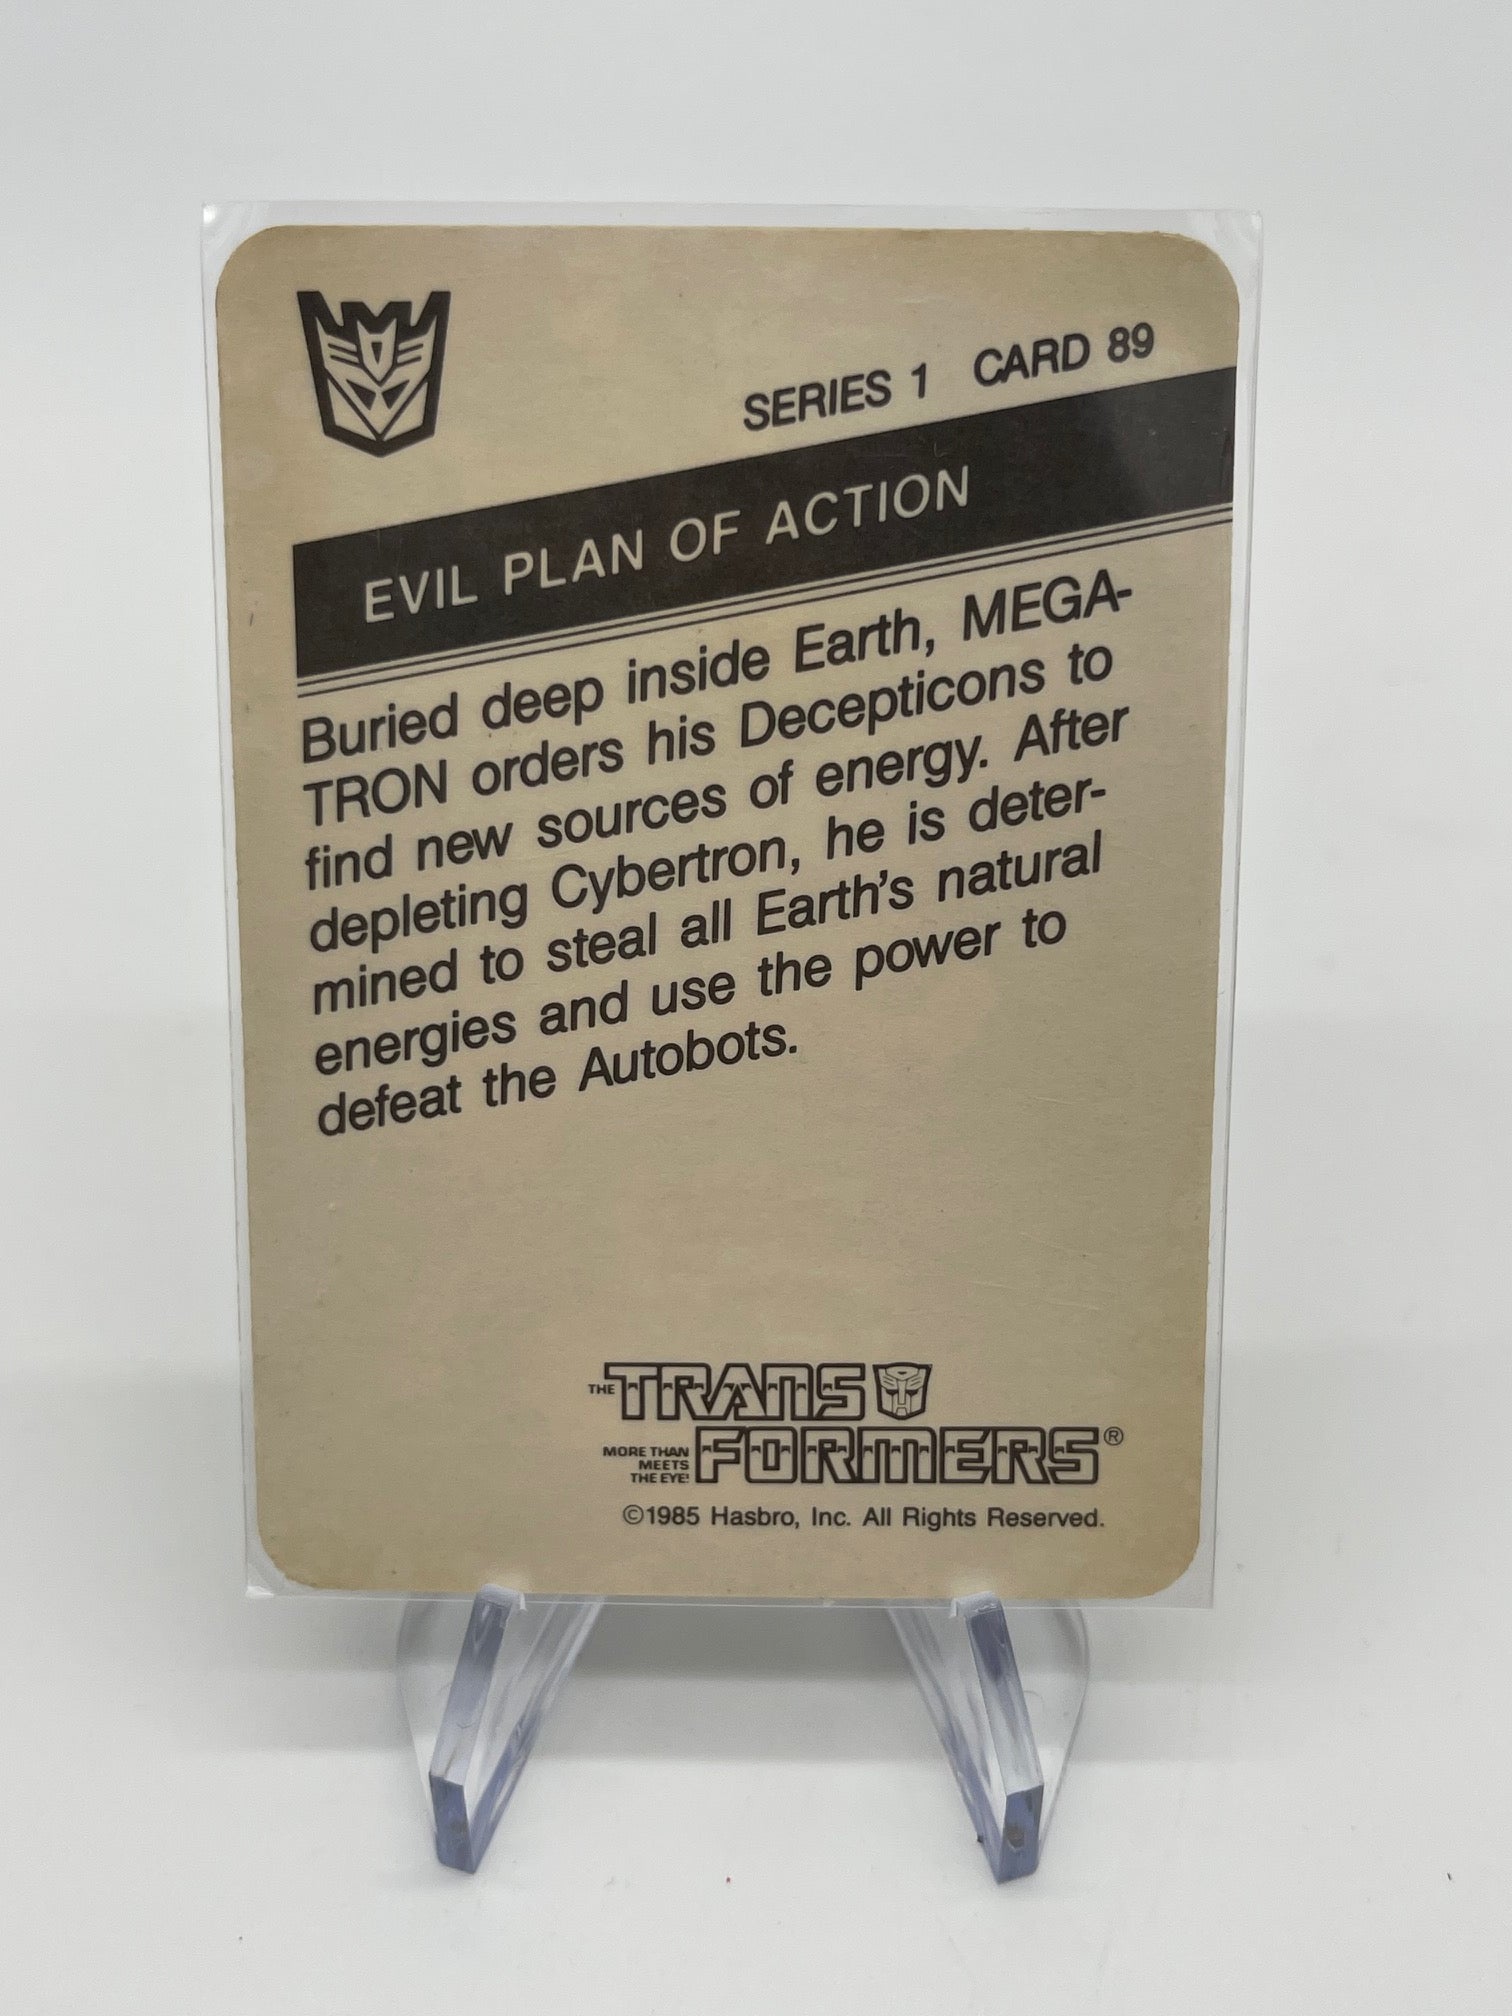 SERIES 1 CARD 89
EVIL PLAN OF ACTION
Buried deep inside Earth, MEGA-
TRON orders his Decepticons to
find new sources of energy. After
depleting Cybertron, he is deter-
mined to steal all Earth's natural
energies and use the power to
defeat the Autobots.
THE TRANS
FORMERS®
MORE THAN
MEETS
THE EYE!
©1985 Hasbro, Inc. All Rights Reserved.